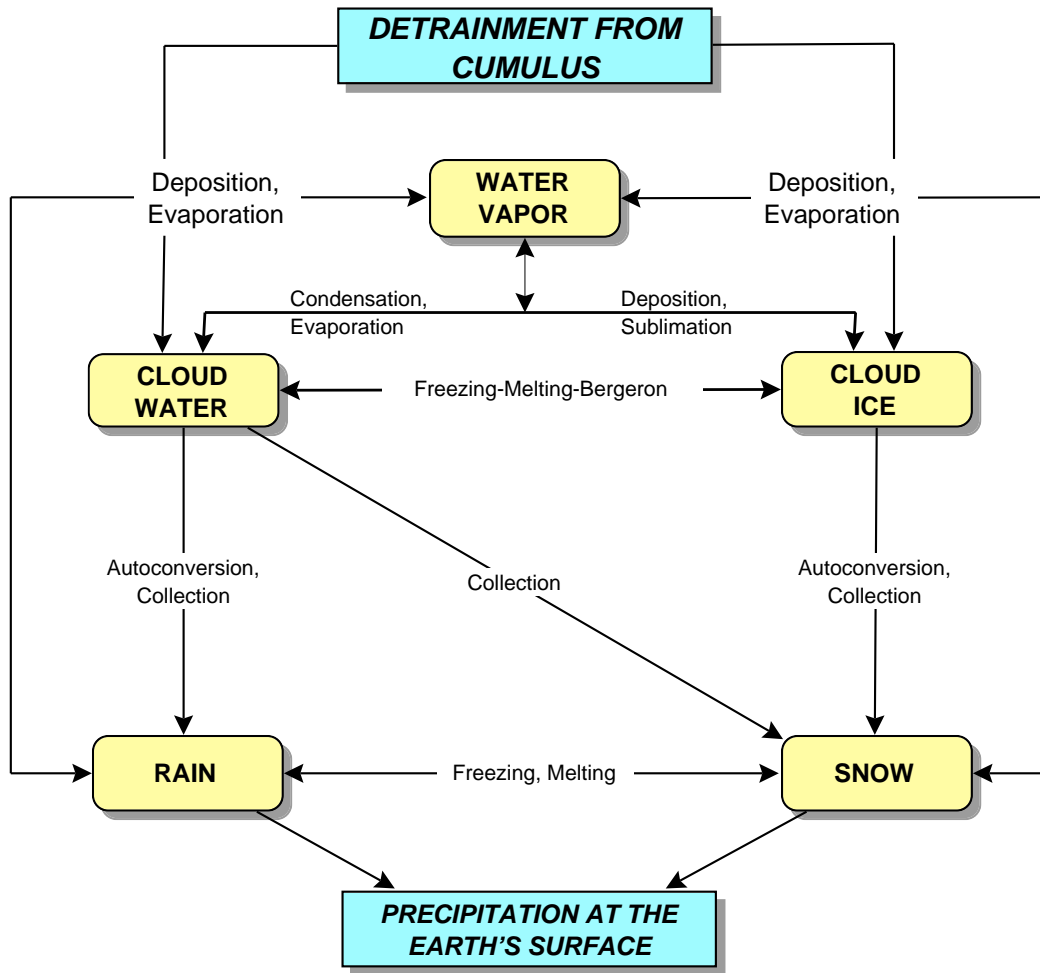 DETRAINMENT FROM
CUMULUS
Deposition,
Evaporation
WATER
VAPOR
Deposition,
Evaporation
Condensation,
Evaporation
Deposition,
Sublimation
CLOUD
WATER
Freezing-Melting-Bergeron
CLOUD
ICE
Autoconversion,
Collection
Collection
Autoconversion,
Collection
RAIN
Freezing, Melting
SNOW
PRECIPITATION AT THE
EARTH'S SURFACE